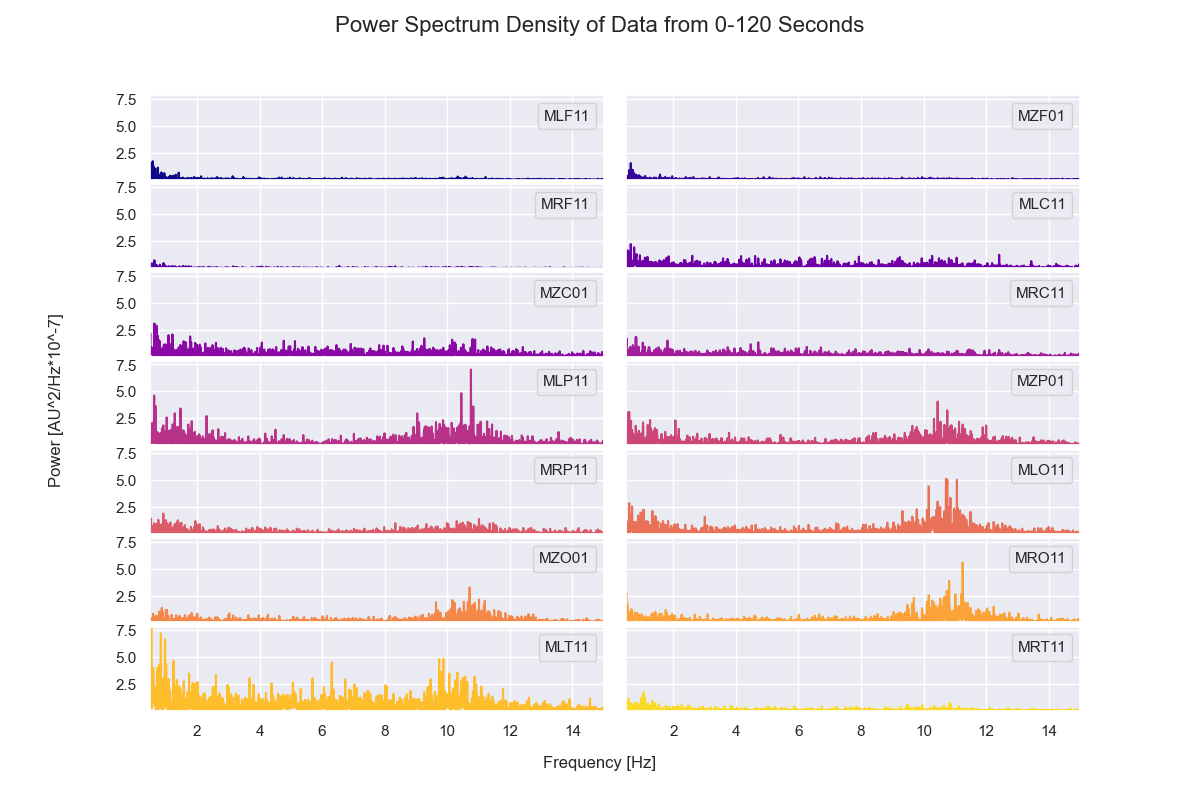 Power Spectrum Density of Data from 0-120 Seconds
7.5
5.0
2.5
MLF11
MZF01
7.5
5.0
2.5
MRF11
MLC11
7.5
5.0
2.5
MZC01
MRC11
7.5
5.0
2.5
MLP11
MZP01
7.5
5.0
2.5
MRP11
MLO11
7.5
5.0
2.5
MZO01
MRO11
7.5
5.0
2.5
MLT11
MRT11
Power [AU^2/Hz*10^-7]
2 4 6 8 10 12 14
2 4 6 8 10 12 14
Frequency [Hz]